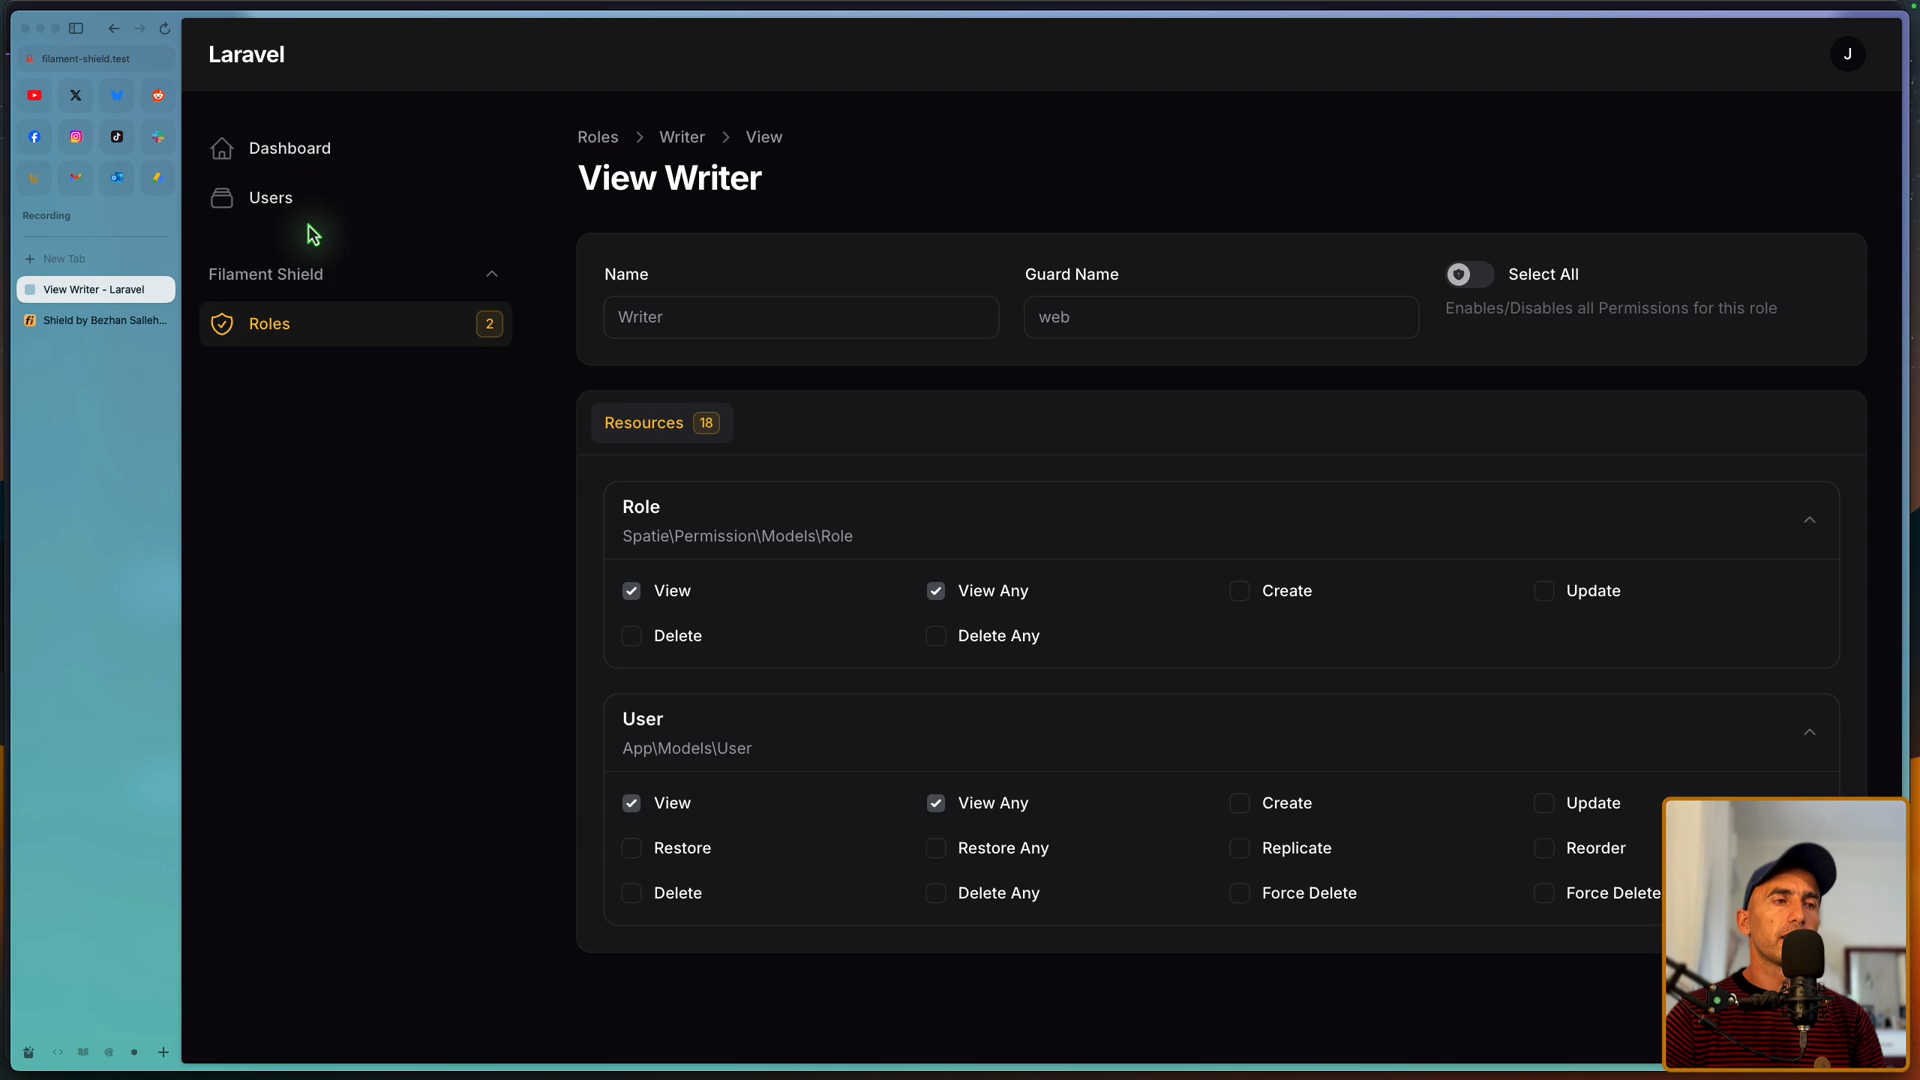 filament-shield.test
Recording
New Tab
View Writer - Laravel
Shield by Bezhan Salleh...
Laravel
J
Dashboard
Users
Filament Shield
Roles 2
Roles > Writer > View
View Writer
Name
Writer
Guard Name
web
Select All
Enables/Disables all Permissions for this role
Resources 18
Role
Spatie\Permission\Models\Role
View View Any Create Update
Delete Delete Any
User
App\Models\User
View View Any Create Update
Restore Restore Any Replicate Reorder
Delete Delete Any Force Delete Force Delete